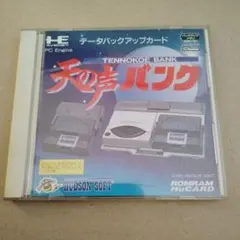 PC Engine
データバックアップカード
TENNOKOE BANK
天の声バンク
HUDSON SOFT
ROMRAM
HuCARD